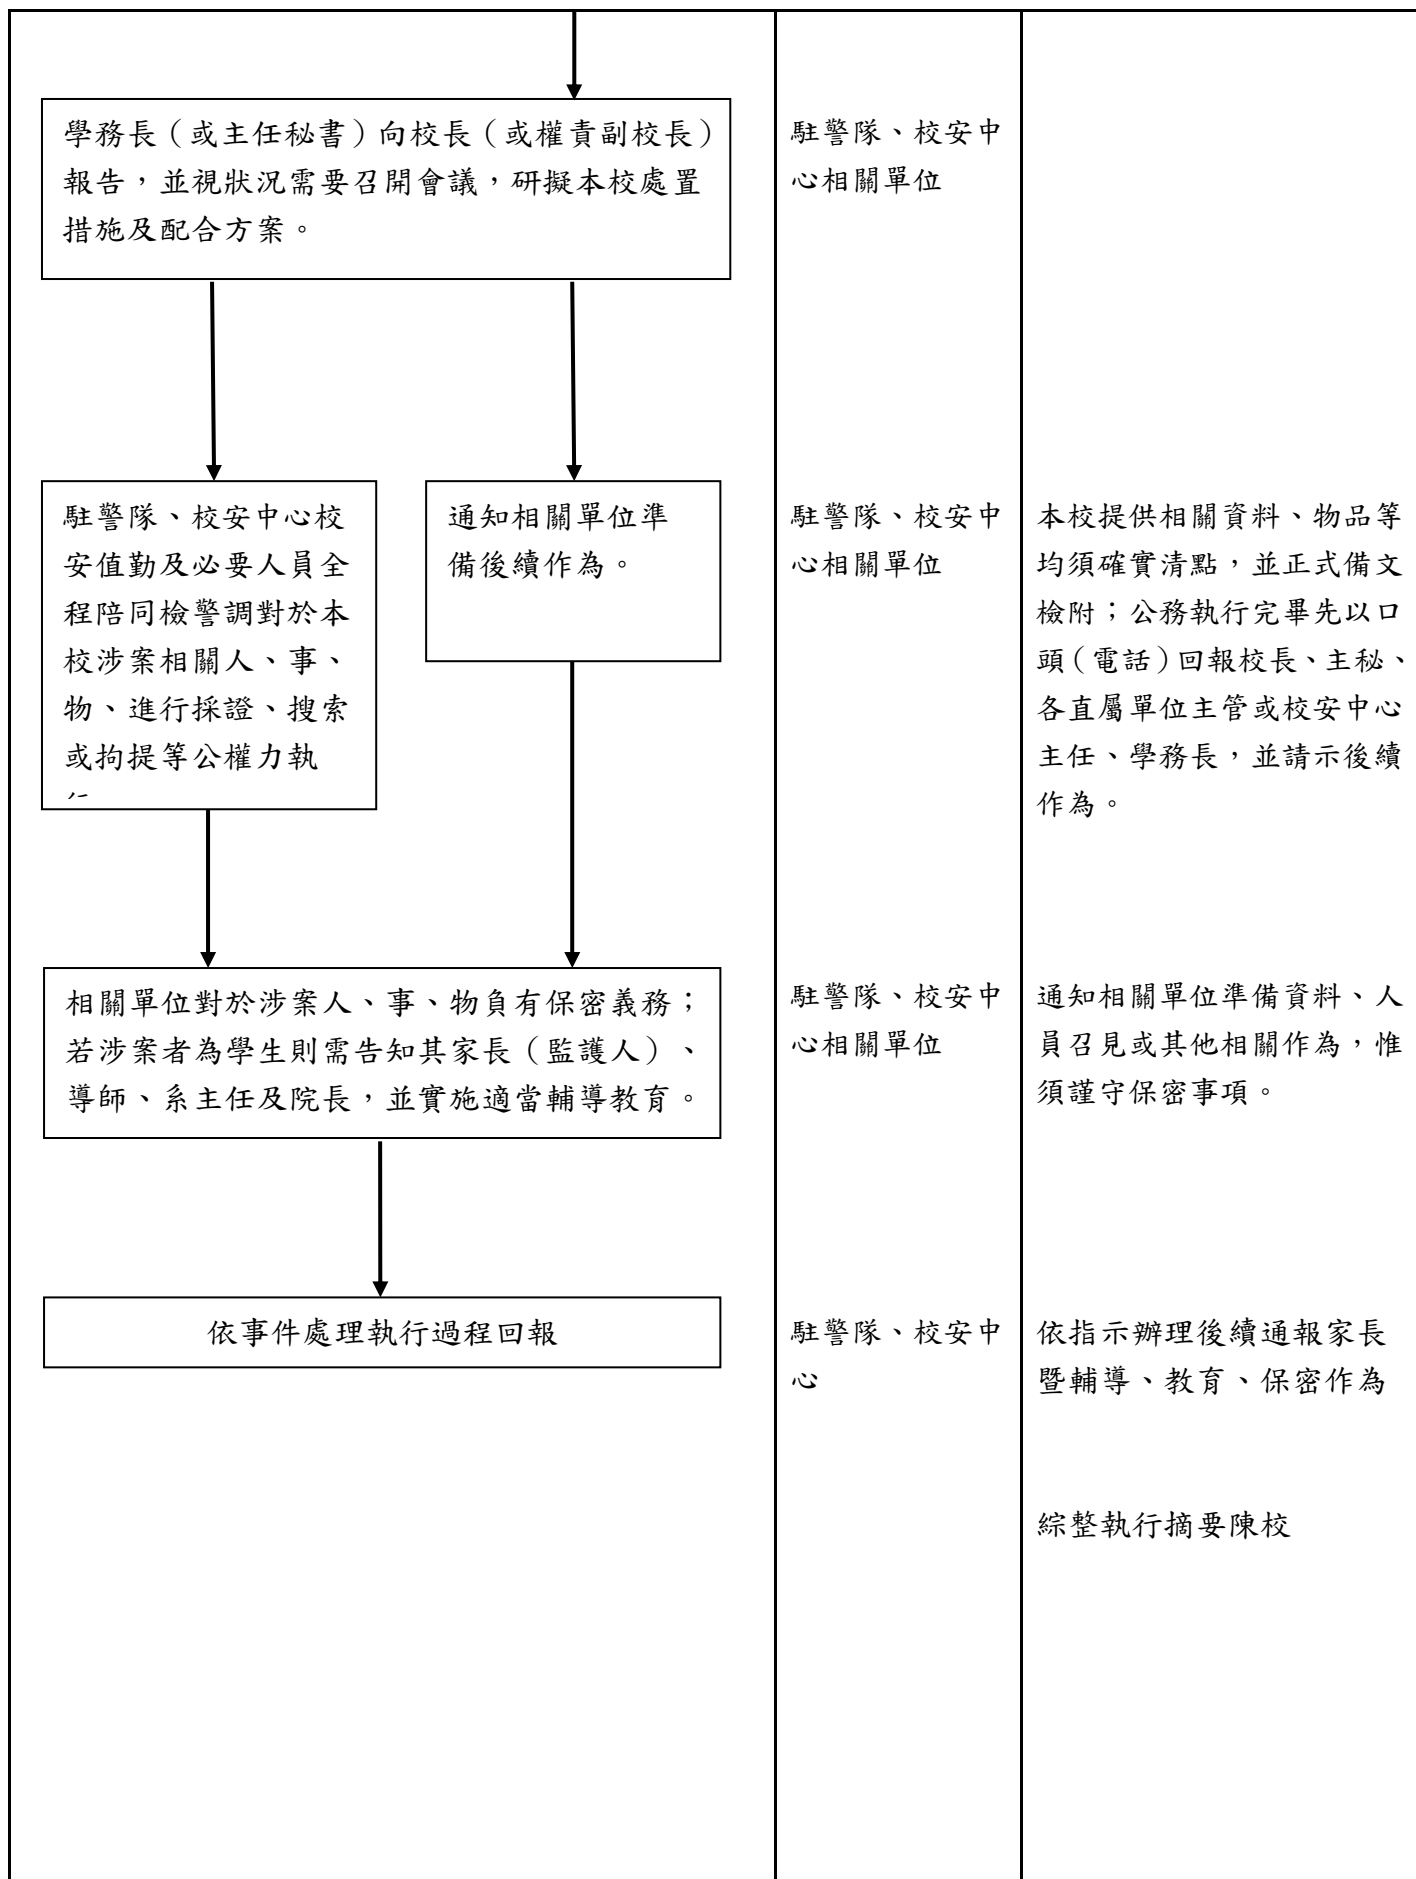 學務長（或主任秘書）向校長（或權責副校長）
報告，並視狀況需要召開會議，研擬本校處置
措施及配合方案。
駐警隊、校安中
心相關單位
駐警隊、校安中心校
安值勤及必要人員全
程陪同檢警調對於本
校涉案相關人、事、
物、進行採證、搜索
或拘提等公權力執
通知相關單位準
備後續作為。
駐警隊、校安中
心相關單位
本校提供相關資料、物品等
均須確實清點，並正式備文
檢附；公務執行完畢先以口
頭（電話）回報校長、主秘、
各直屬單位主管或校安中心
主任、學務長，並請示後續
作為。
相關單位對於涉案人、事、物負有保密義務；
若涉案者為學生則需告知其家長（監護人）、
導師、系主任及院長，並實施適當輔導教育。
駐警隊、校安中
心相關單位
通知相關單位準備資料、人
員召見或其他相關作為，惟
須謹守保密事項。
依事件處理執行過程回報
駐警隊、校安中
心
依指示辦理後續通報家長
暨輔導、教育、保密作為
綜整執行摘要陳校